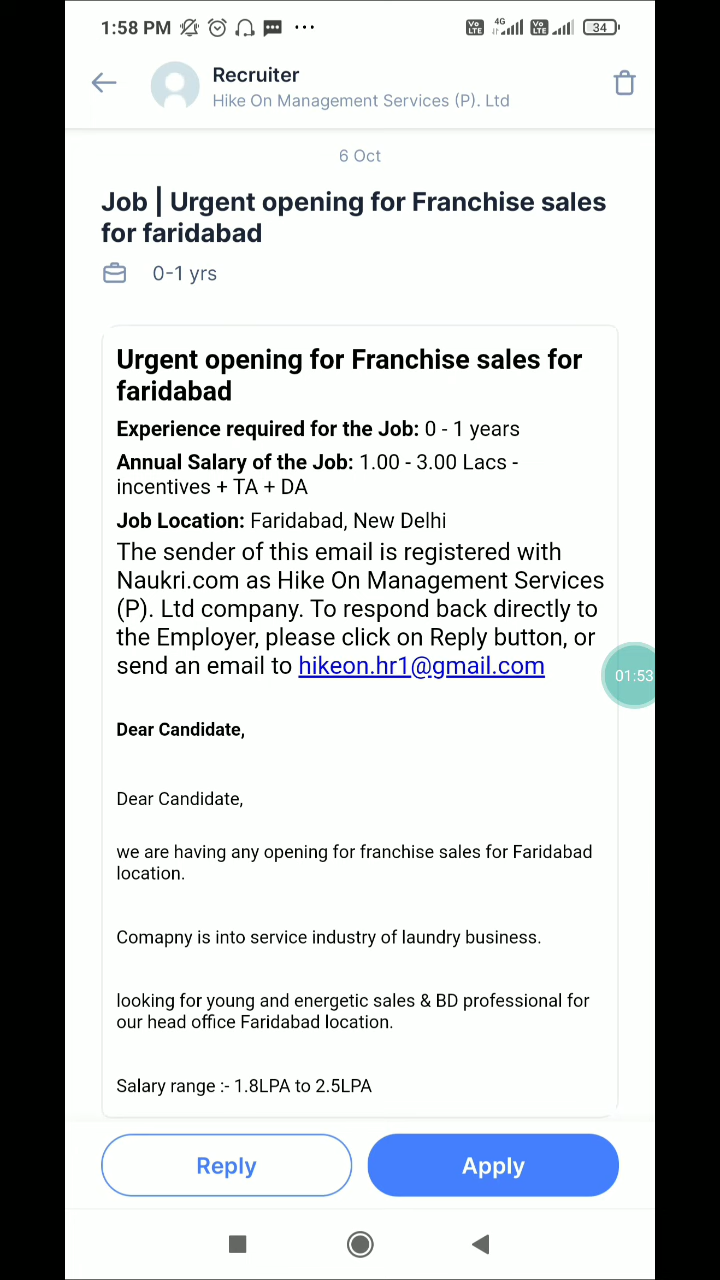 1:58 PM
Vo LTE 4G Vo LTE 34
Recruiter
Hike On Management Services (P). Ltd
6 Oct
Job | Urgent opening for Franchise sales
for faridabad
0-1 yrs
Urgent opening for Franchise sales for
faridabad
Experience required for the Job: 0 - 1 years
Annual Salary of the Job: 1.00 - 3.00 Lacs -
incentives + TA + DA
Job Location: Faridabad, New Delhi
The sender of this email is registered with
Naukri.com as Hike On Management Services
(P). Ltd company. To respond back directly to
the Employer, please click on Reply button, or
send an email to hikeon.hr1@gmail.com
01:53
Dear Candidate,
Dear Candidate,
we are having any opening for franchise sales for Faridabad
location.
Comapny is into service industry of laundry business.
looking for young and energetic sales & BD professional for
our head office Faridabad location.
Salary range :- 1.8LPA to 2.5LPA
Reply
Apply